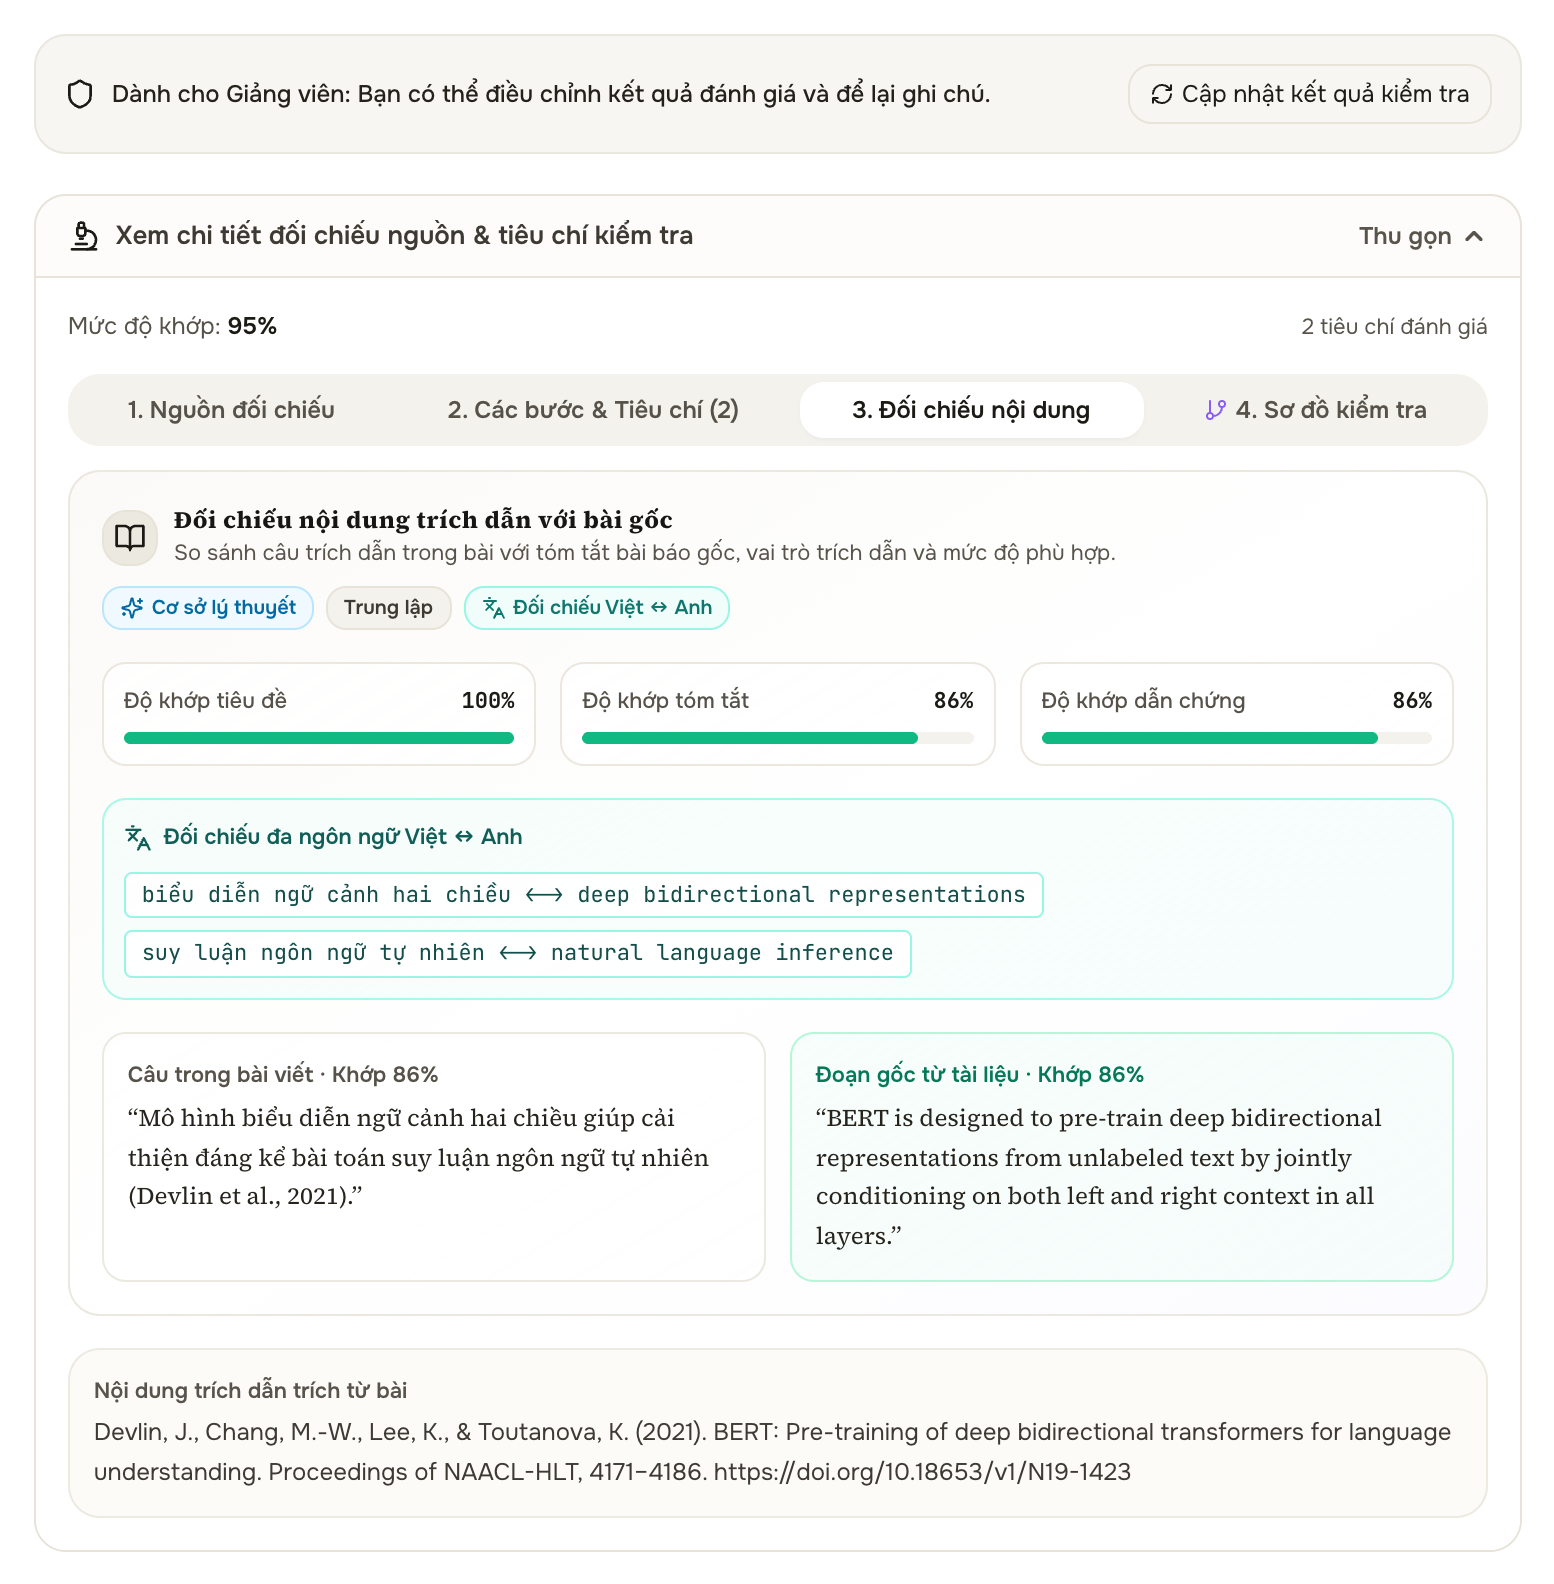 Dành cho Giảng viên: Bạn có thể điều chỉnh kết quả đánh giá và để lại ghi chú.
Cập nhật kết quả kiểm tra
Xem chi tiết đối chiếu nguồn & tiêu chí kiểm tra
Thu gọn
Mức độ khớp: 95%
2 tiêu chí đánh giá
1. Nguồn đối chiếu
2. Các bước & Tiêu chí (2)
3. Đối chiếu nội dung
4. Sơ đồ kiểm tra
Đối chiếu nội dung trích dẫn với bài gốc
So sánh câu trích dẫn trong bài với tóm tắt bài báo gốc, vai trò trích dẫn và mức độ phù hợp.
Cơ sở lý thuyết
Trung lập
Đối chiếu Việt ↔ Anh
Độ khớp tiêu đề 100%
Độ khớp tóm tắt 86%
Độ khớp dẫn chứng 86%
Đối chiếu đa ngôn ngữ Việt ↔ Anh
biểu diễn ngữ cảnh hai chiều ⟷ deep bidirectional representations
suy luận ngôn ngữ tự nhiên ⟷ natural language inference
Câu trong bài viết · Khớp 86%
“Mô hình biểu diễn ngữ cảnh hai chiều giúp cải
thiện đáng kể bài toán suy luận ngôn ngữ tự nhiên
(Devlin et al., 2021).”
Đoạn gốc từ tài liệu · Khớp 86%
“BERT is designed to pre-train deep bidirectional
representations from unlabeled text by jointly
conditioning on both left and right context in all
layers.”
Nội dung trích dẫn trích từ bài
Devlin, J., Chang, M.-W., Lee, K., & Toutanova, K. (2021). BERT: Pre-training of deep bidirectional transformers for language
understanding. Proceedings of NAACL-HLT, 4171–4186. https://doi.org/10.18653/v1/N19-1423